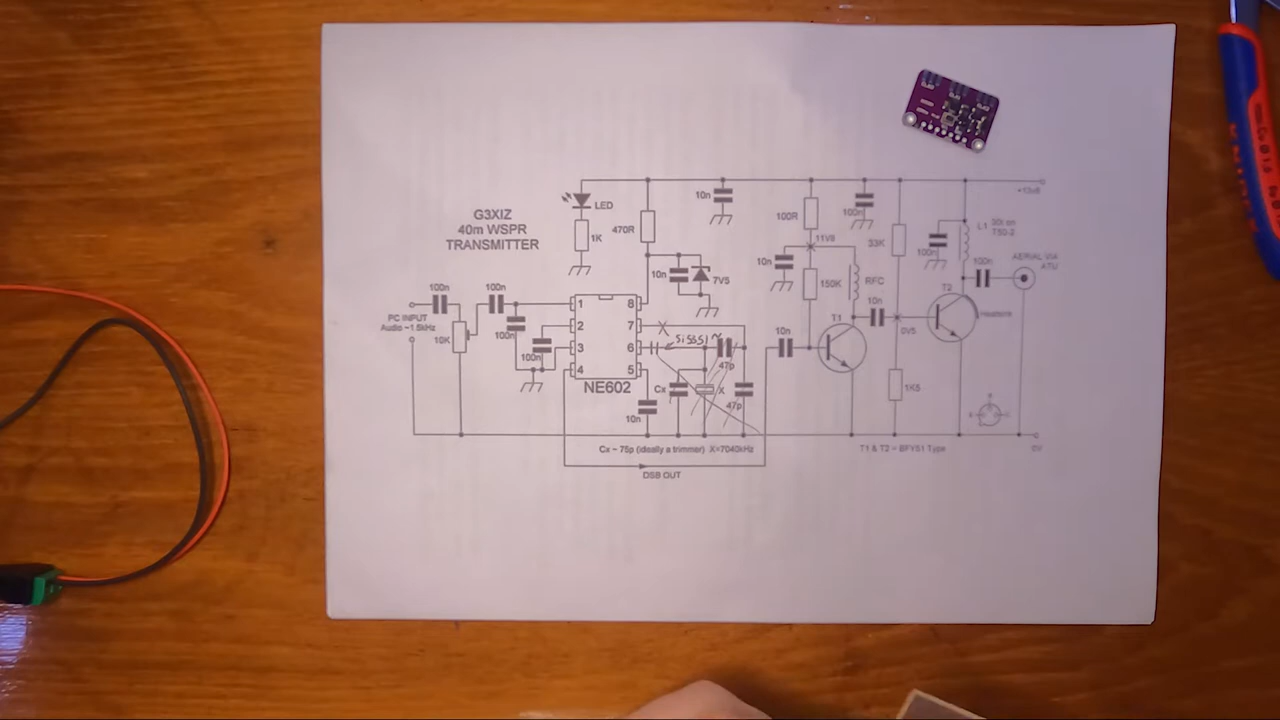 G3XIZ
40m WSPR
TRANSMITTER
LED
1K
470R
10n
+13v8
100R
100n
33K
L1
30t on
T50-2
100n
AERIAL VIA
ATU
100n
11V9
10n
150K
RFC
10n
7V5
100n
100n
PC INPUT
Audio ~1.5kHz
10K
100n
100n
1
2
3
4
8
7
6
5
NE602
Si5351
Cx
X
47p
47p
10n
10n
T1
10n
0V5
T2
Heatsink
1K5
Cx ~ 75p (ideally a trimmer) X=7040kHz
T1 & T2 = BFY51 Type
0V
DSB OUT